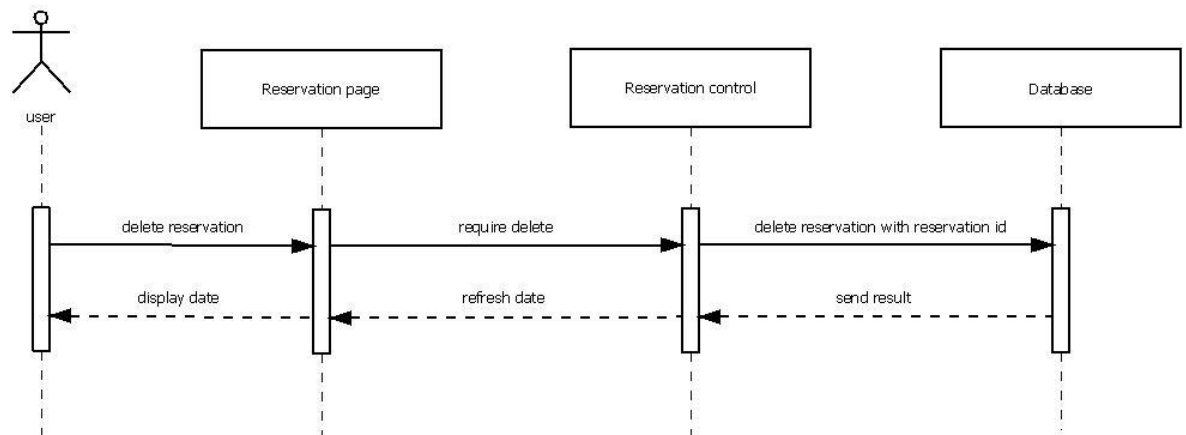 Reservation page
Reservation control
Database
user
delete reservation
require delete
delete reservation with reservation id
display date
refresh date
send result